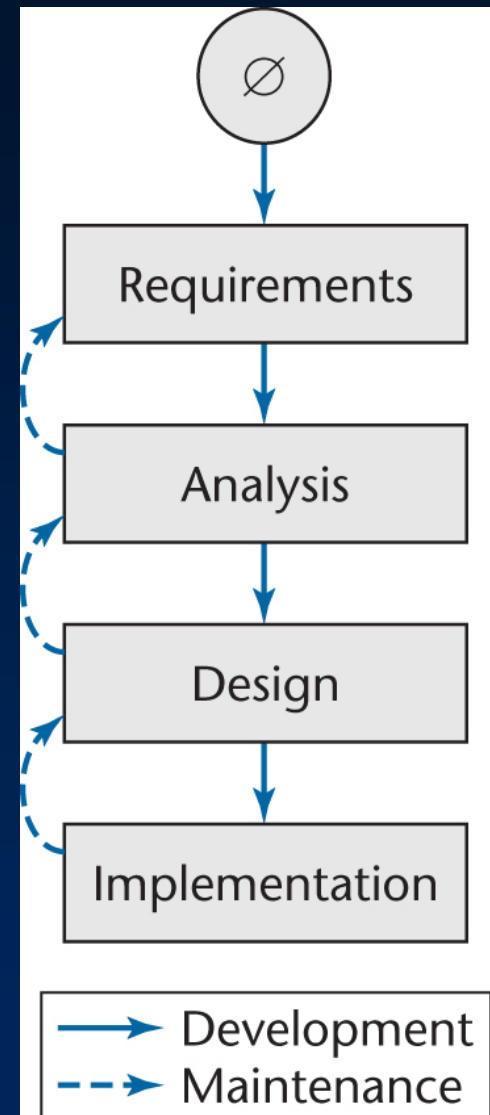 ∅
Requirements
Analysis
Design
Implementation
Development
Maintenance